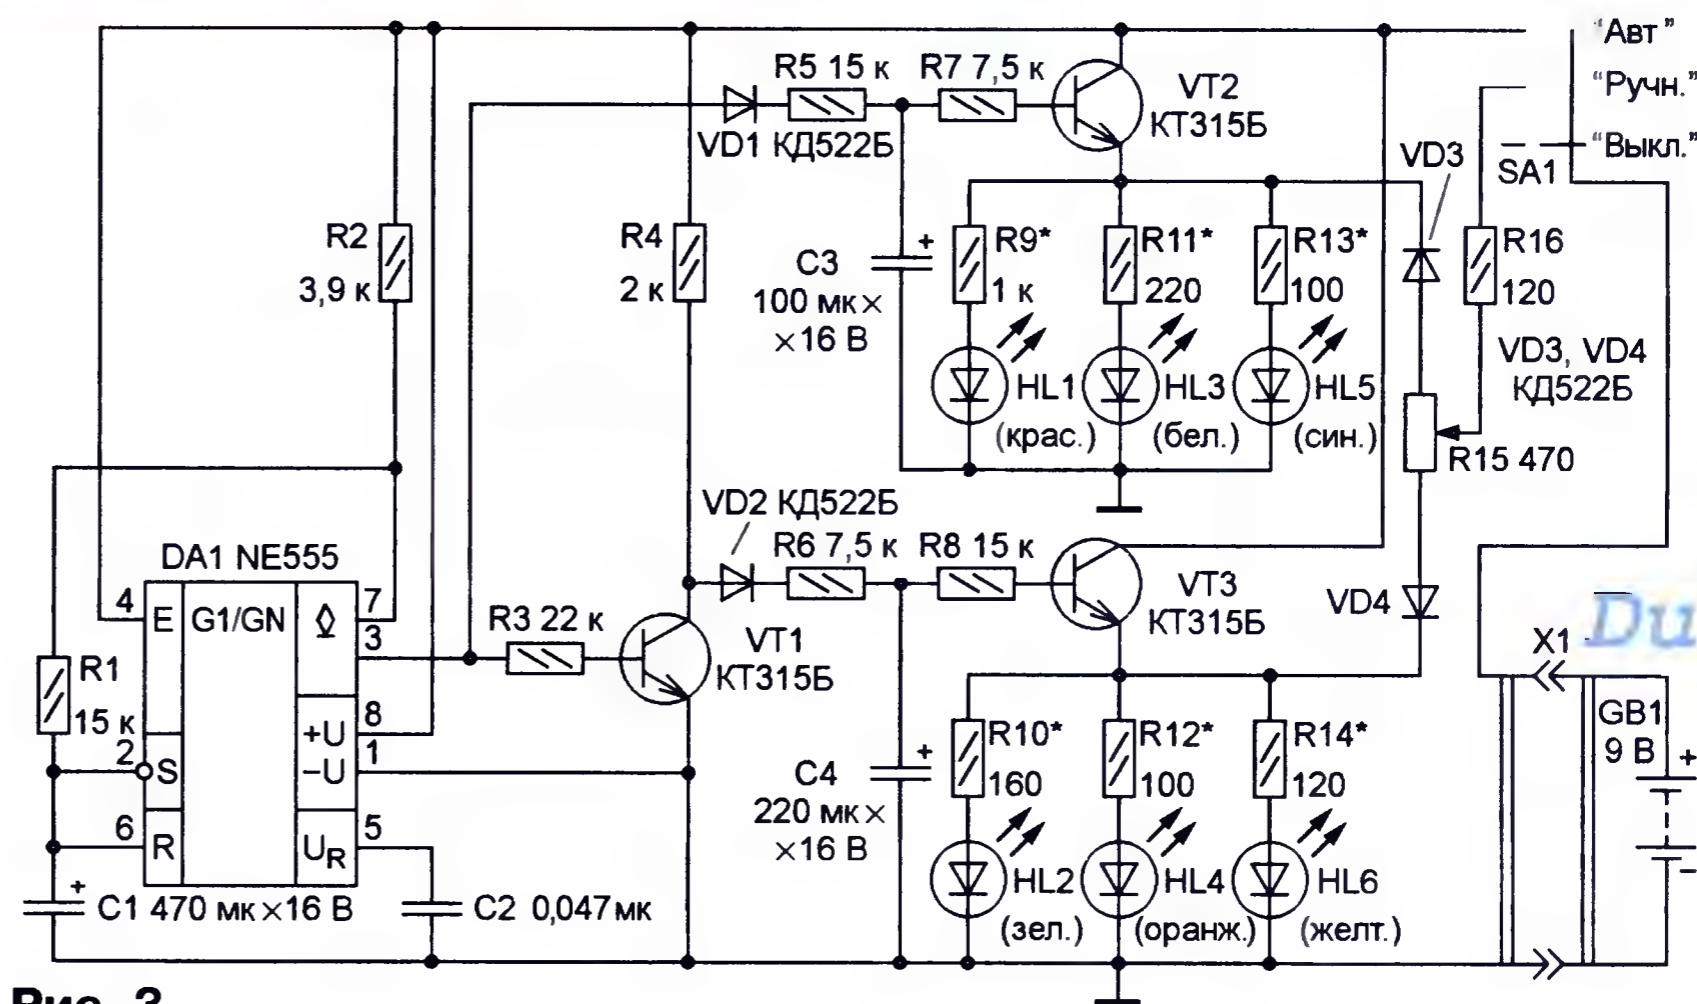 “Авт”
“Ручн.”
“Выкл.”
SA1
R5 15 к
R7 7,5 к
VT2
КТ315Б
VD1 КД522Б
VD3
R2
3,9 к
R4
2 к
C3
100 мк ×
×16 В
R9*
1 к
R11*
220
R13*
100
R16
120
HL1
(крас.)
HL3
(бел.)
HL5
(син.)
VD3, VD4
КД522Б
R15 470
VD2 КД522Б
R6 7,5 к
R8 15 к
VT3
КТ315Б
VD4
DA1 NE555
4
E
G1/GN
7
3
R3 22 к
VT1
КТ315Б
R1
15 к
2
S
8
+U
1
–U
6
R
5
UR
C1 470 мк ×16 В
C2 0,047 мк
C4
220 мк ×
×16 В
R10*
160
R12*
100
R14*
120
HL2
(зел.)
HL4
(оранж.)
HL6
(желт.)
X1
GB1
9 В
+
-